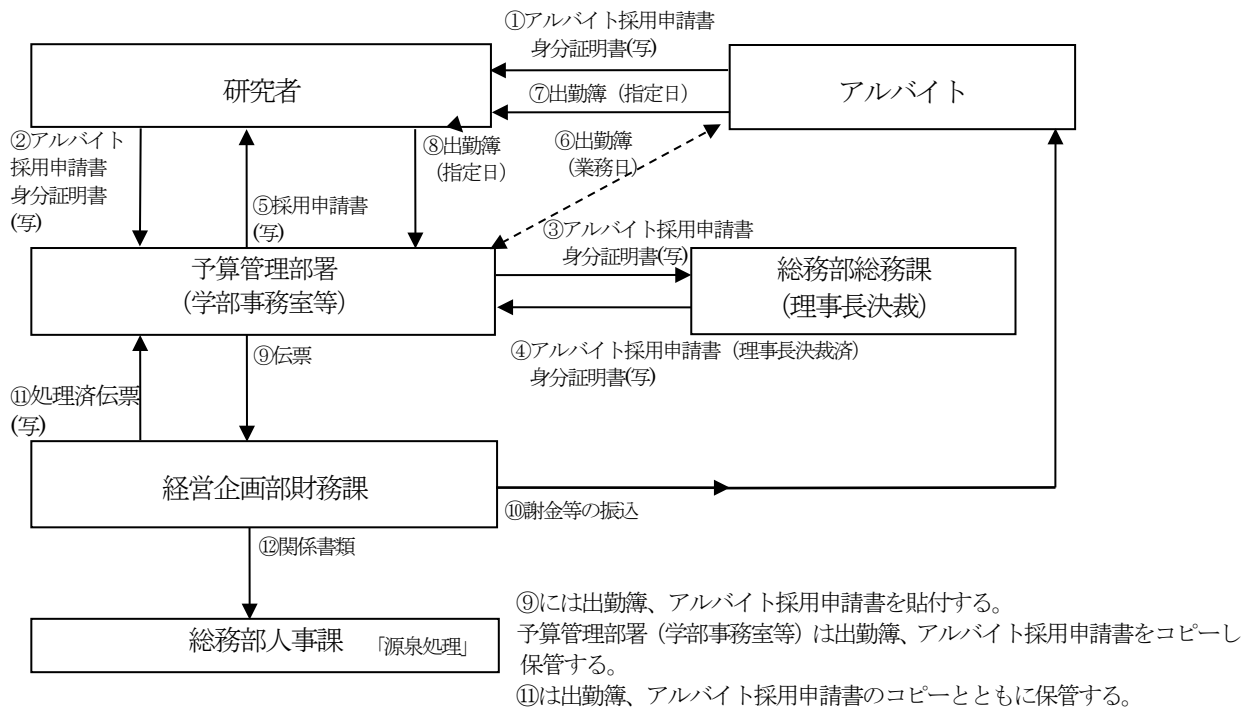 ①アルバイト採用申請書
身分証明書(写)
研究者
アルバイト
⑦出勤簿（指定日）
②アルバイト
採用申請書
身分証明書
(写)
⑧出勤簿
（指定日）
⑥出勤簿
（業務日）
⑤採用申請書
(写)
③アルバイト採用申請書
身分証明書(写)
予算管理部署
（学部事務室等）
総務部総務課
（理事長決裁）
④アルバイト採用申請書（理事長決裁済）
身分証明書(写)
⑨伝票
⑪処理済伝票
(写)
経営企画部財務課
⑩謝金等の振込
⑫関係書類
総務部人事課 「源泉処理」
⑨には出勤簿、アルバイト採用申請書を貼付する。
予算管理部署（学部事務室等）は出勤簿、アルバイト採用申請書をコピーし
保管する。
⑪は出勤簿、アルバイト採用申請書のコピーとともに保管する。